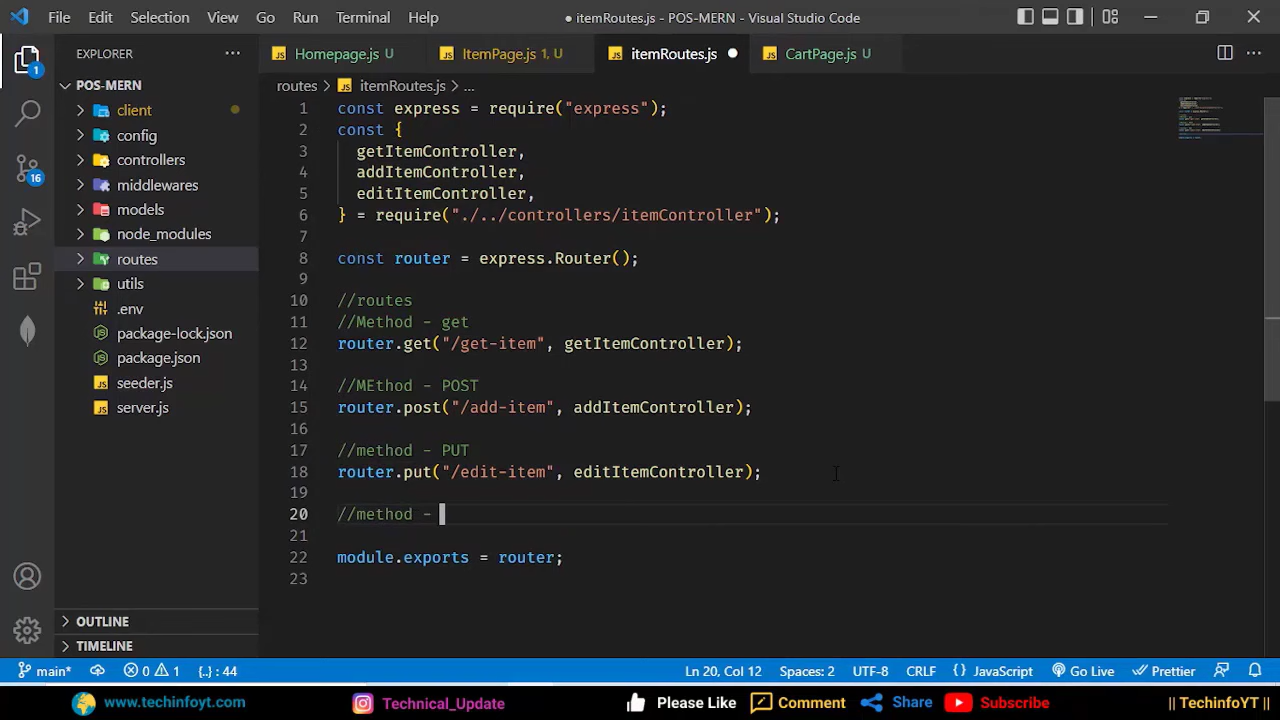 File Edit Selection View Go Run Terminal Help
● itemRoutes.js - POS-MERN - Visual Studio Code
EXPLORER
Homepage.js U
ItemPage.js 1, U
itemRoutes.js
CartPage.js U
POS-MERN
client
config
controllers
middlewares
models
node_modules
routes
utils
.env
package-lock.json
package.json
seeder.js
server.js
OUTLINE
TIMELINE
1
16
routes > itemRoutes.js > ...
1 const express = require("express");
2 const {
3 getItemController,
4 addItemController,
5 editItemController,
6 } = require("./../controllers/itemController");
7
8 const router = express.Router();
9
10 //routes
11 //Method - get
12 router.get("/get-item", getItemController);
13
14 //MEthod - POST
15 router.post("/add-item", addItemController);
16
17 //method - PUT
18 router.put("/edit-item", editItemController);
19
20 //method -
21
22 module.exports = router;
23
main* 0 1 {..} : 44 Ln 20, Col 12 Spaces: 2 UTF-8 CRLF {} JavaScript Go Live Prettier
www.techinfoyt.com Technical_Update Please Like Comment Share Subscribe || TechinfoYT ||